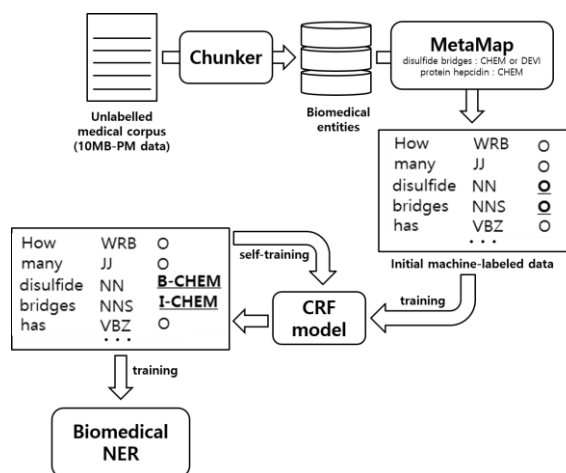 Chunker
MetaMap
disulfide bridges : CHEM or DEVI
protein hepcidin : CHEM
Unlabelled
medical corpus
(10MB-PM data)
Biomedical
entities
How WRB O
many JJ O
disulfide NN O
bridges NNS O
has VBZ O
...
Initial machine-labeled data
How WRB O
many JJ O
disulfide NN B-CHEM
bridges NNS I-CHEM
has VBZ O
...
self-training
training
CRF
model
training
Biomedical
NER